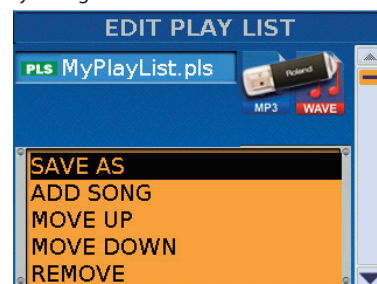 EDIT PLAY LIST
PLS MyPlayList.pls
Roland
MP3 WAVE
SAVE AS
ADD SONG
MOVE UP
MOVE DOWN
REMOVE